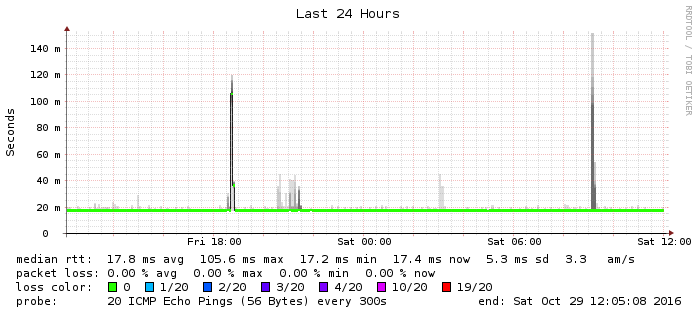 Last 24 Hours
RRDTOOL / TOBI OETIKER
Seconds
140 m
120 m
100 m
80 m
60 m
40 m
20 m
0
Fri 18:00 Sat 00:00 Sat 06:00 Sat 12:00
median rtt: 17.8 ms avg 105.6 ms max 17.2 ms min 17.4 ms now 5.3 ms sd 3.3 am/s
packet loss: 0.00 % avg 0.00 % max 0.00 % min 0.00 % now
loss color: 0 1/20 2/20 3/20 4/20 10/20 19/20
probe: 20 ICMP Echo Pings (56 Bytes) every 300s end: Sat Oct 29 12:05:08 2016